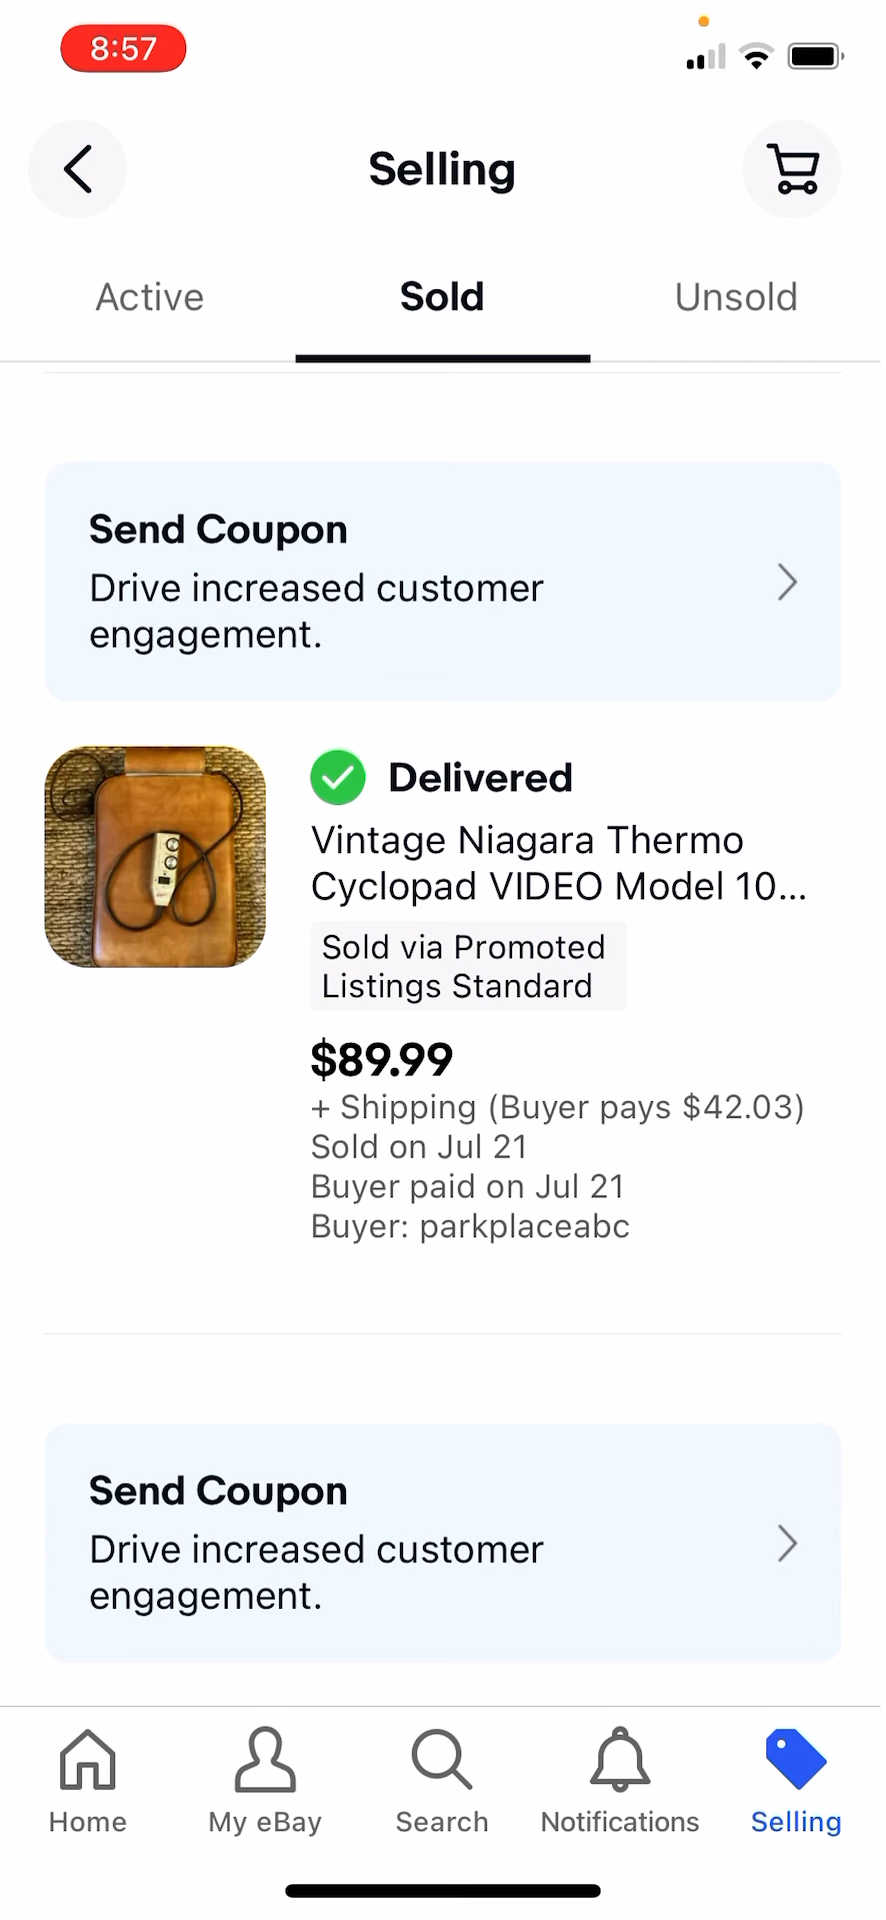 8:57
Selling
Active
Sold
Unsold
Send Coupon
Drive increased customer
engagement.
Delivered
Vintage Niagara Thermo
Cyclopad VIDEO Model 10...
Sold via Promoted
Listings Standard
$89.99
+ Shipping (Buyer pays $42.03)
Sold on Jul 21
Buyer paid on Jul 21
Buyer: parkplaceabc
Send Coupon
Drive increased customer
engagement.
Home
My eBay
Search
Notifications
Selling